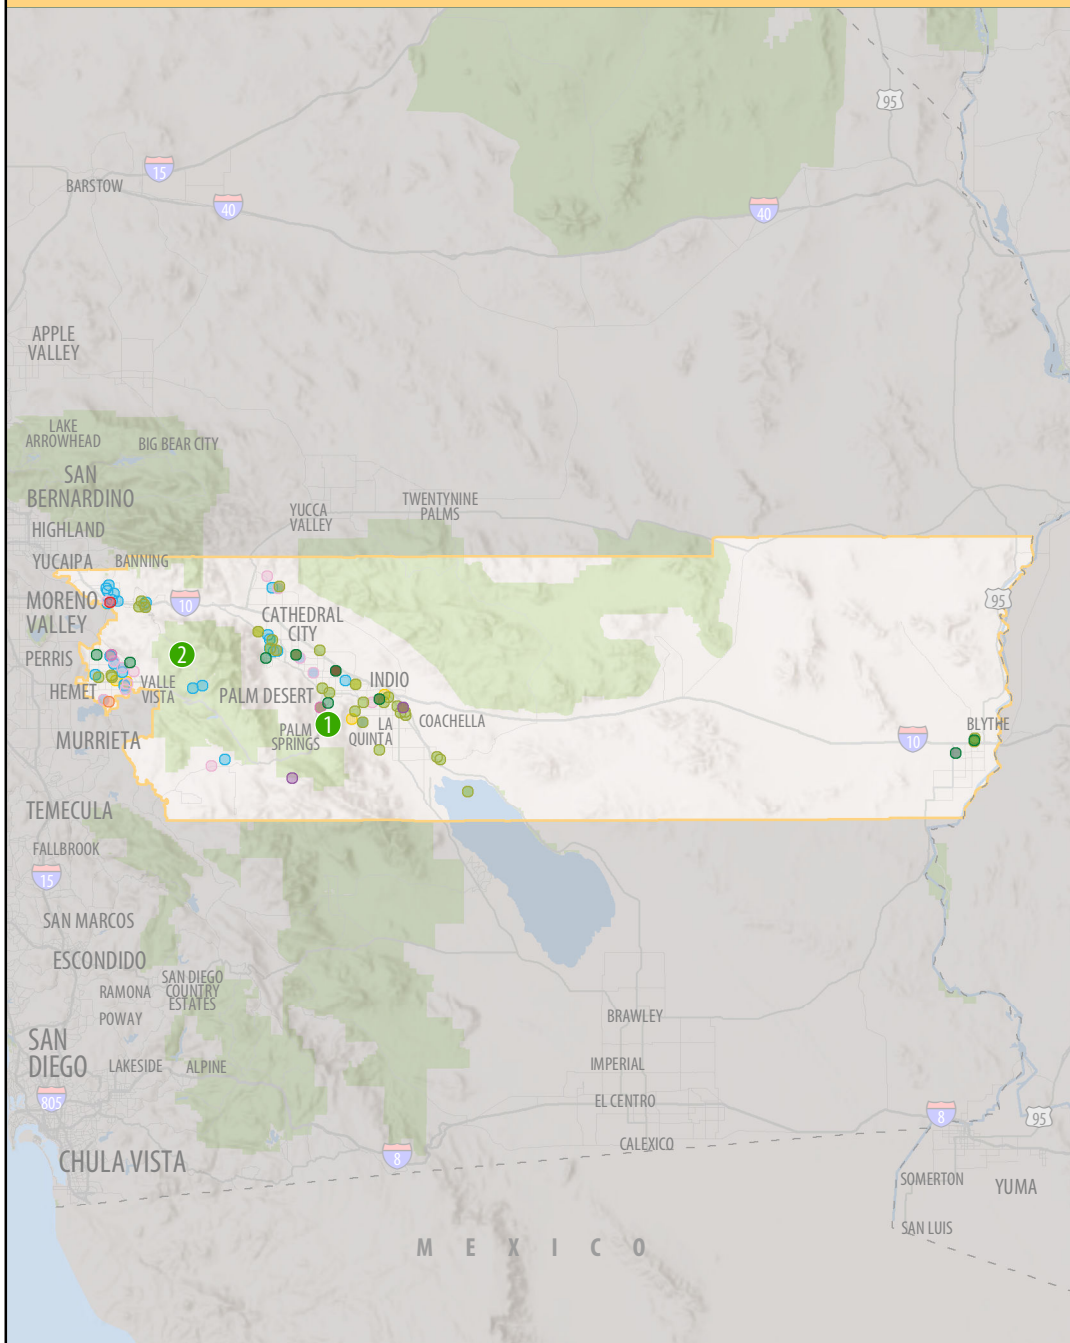 95
15
BARSTOW
40
40
APPLE
VALLEY
LAKE
ARROWHEAD
BIG BEAR CITY
SAN
BERNARDINO
TWENTYNINE
PALMS
YUCCA
VALLEY
HIGHLAND
YUCAIPA
BANNING
MORENO
VALLEY
10
95
CATHEDRAL
CITY
PERRIS
2
HEMET
VALLE
VISTA
PALM DESERT
INDIO
1
PALM
SPRINGS
LA
QUINTA
COACHELLA
MURRIETA
10
BLYTHE
TEMECULA
FALLBROOK
15
SAN MARCOS
ESCONDIDO
RAMONA
SAN DIEGO
COUNTRY
ESTATES
POWAY
SAN
DIEGO
LAKESIDE
ALPINE
BRAWLEY
IMPERIAL
805
EL CENTRO
8
95
CALEXICO
CHULA VISTA
8
SOMERTON
YUMA
SAN LUIS
MEXICO